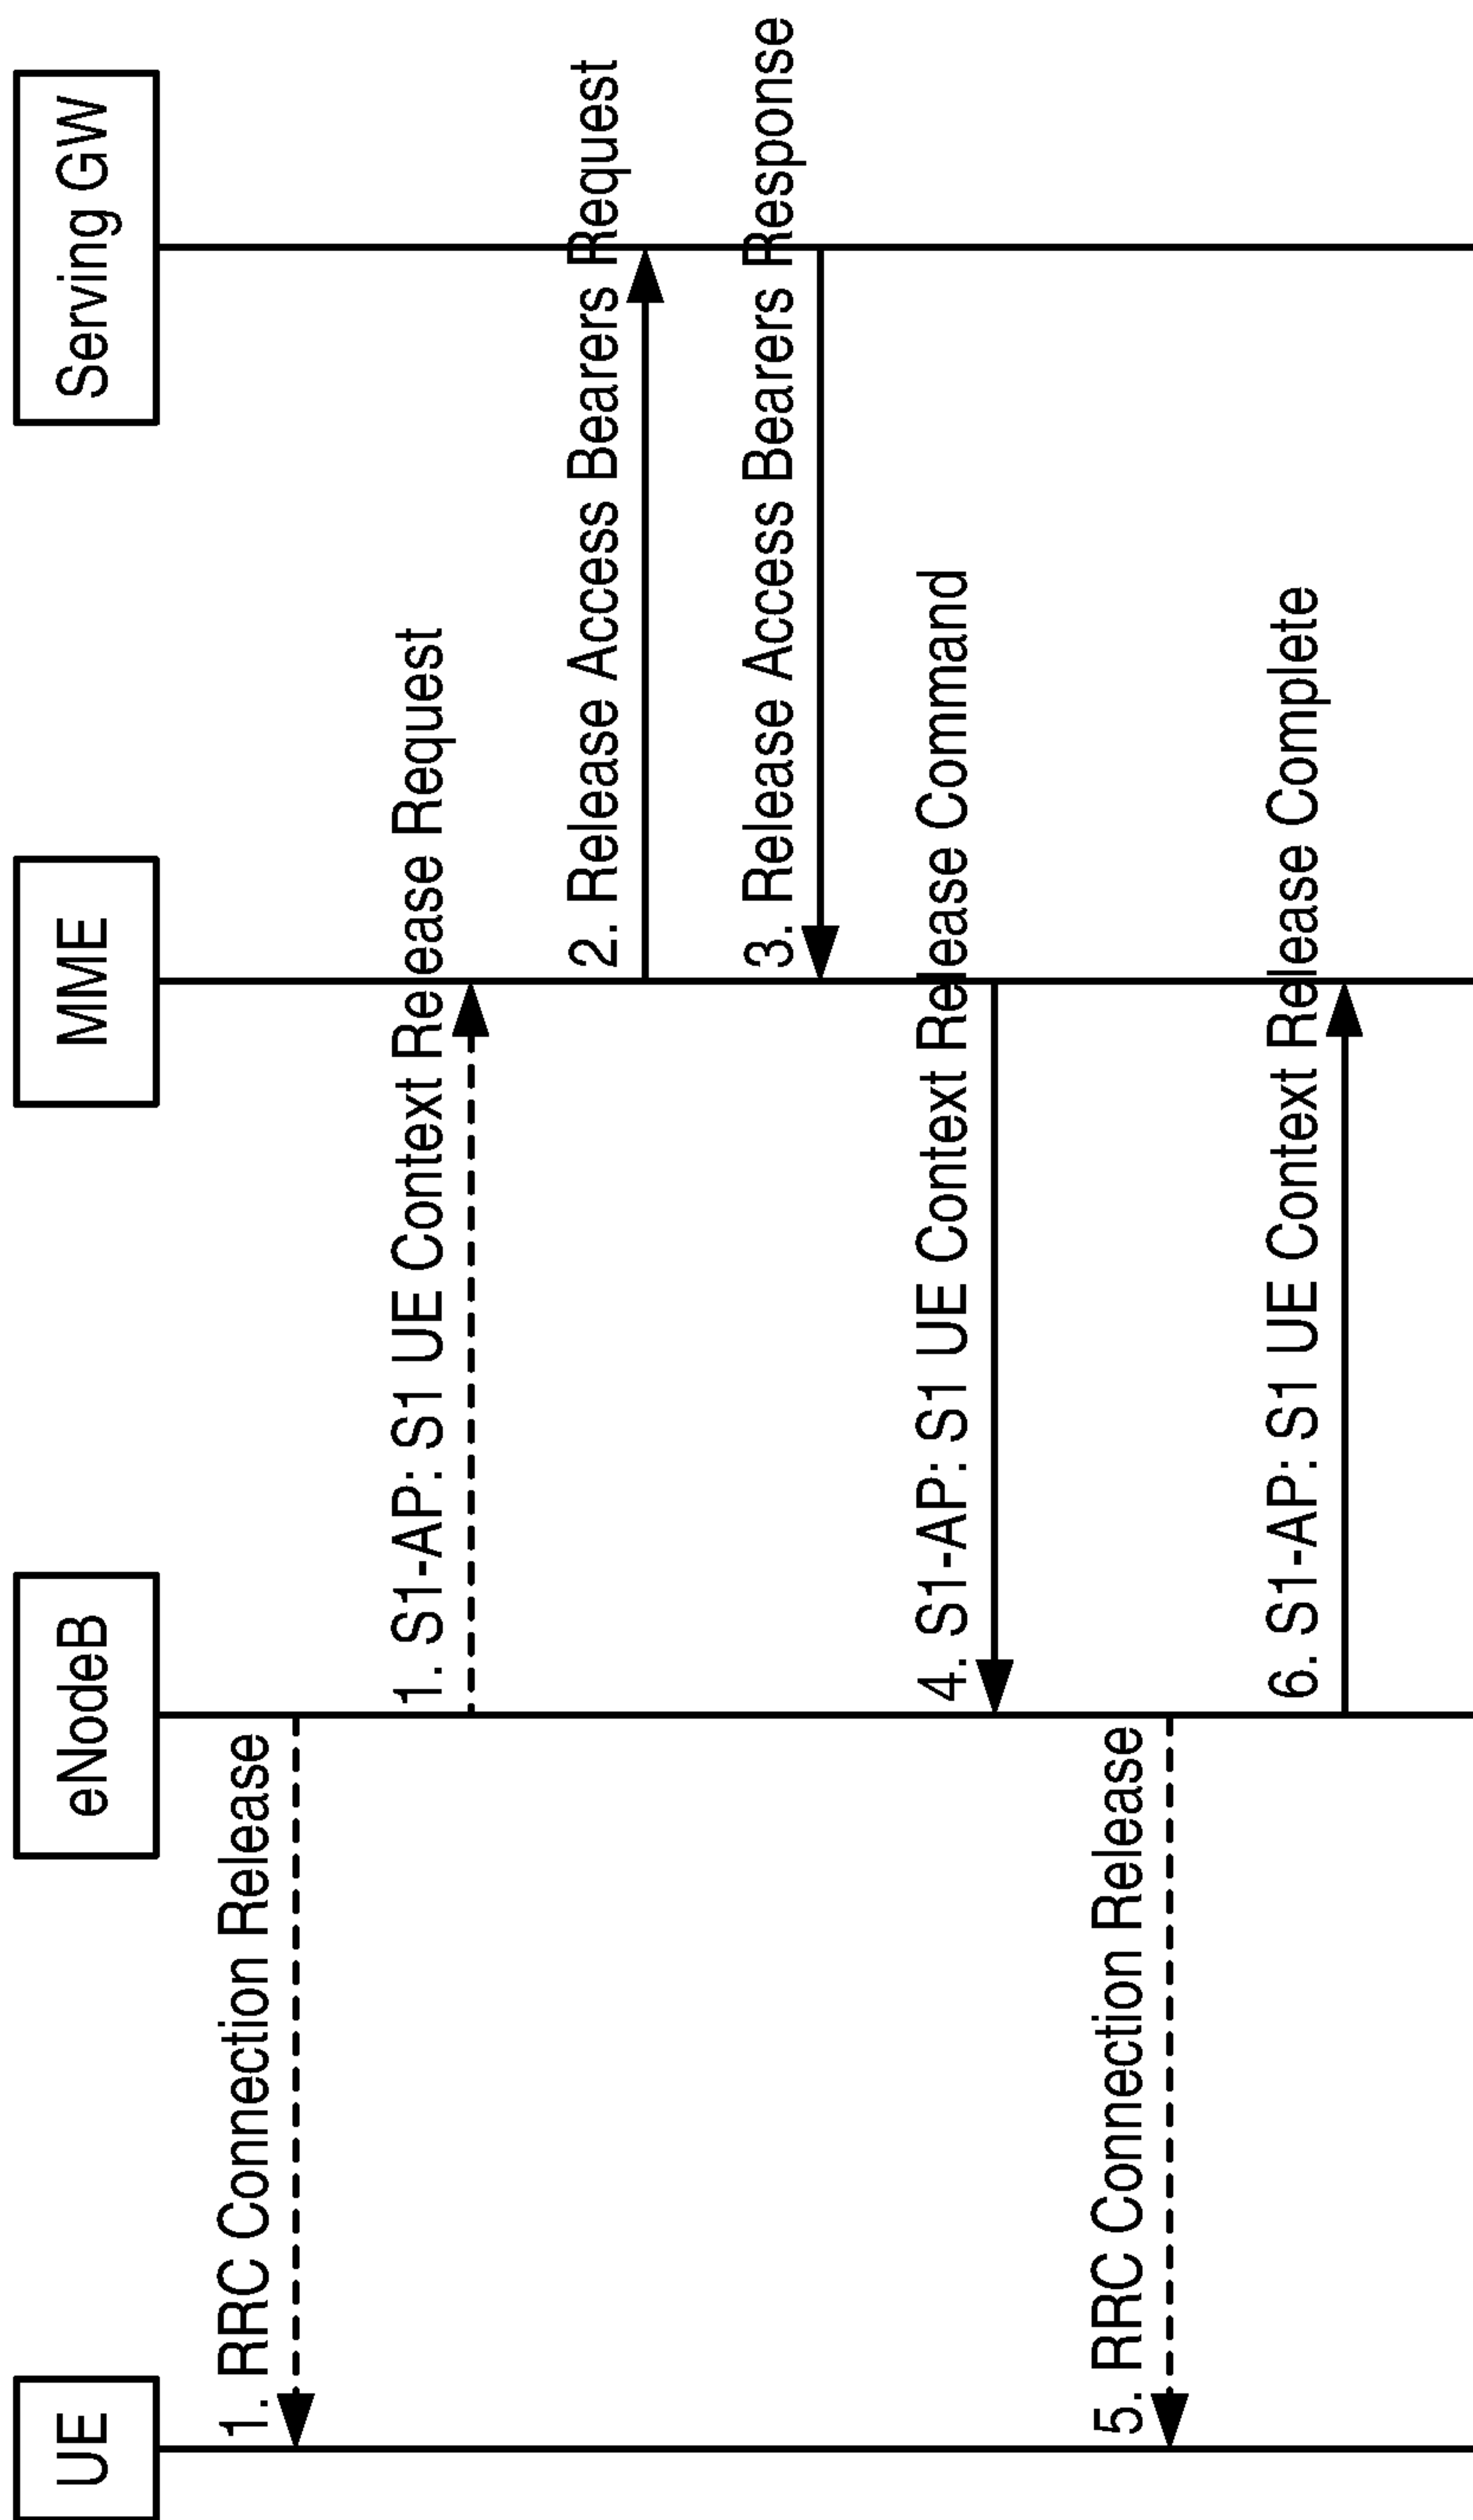 UE
eNodeB
MME
Serving GW
1. RRC Connection Release
1. S1-AP: S1 UE Context Release Request
2. Release Access Bearers Request
3. Release Access Bearers Response
4. S1-AP: S1 UE Context Release Command
5. RRC Connection Release
6. S1-AP: S1 UE Context Release Complete